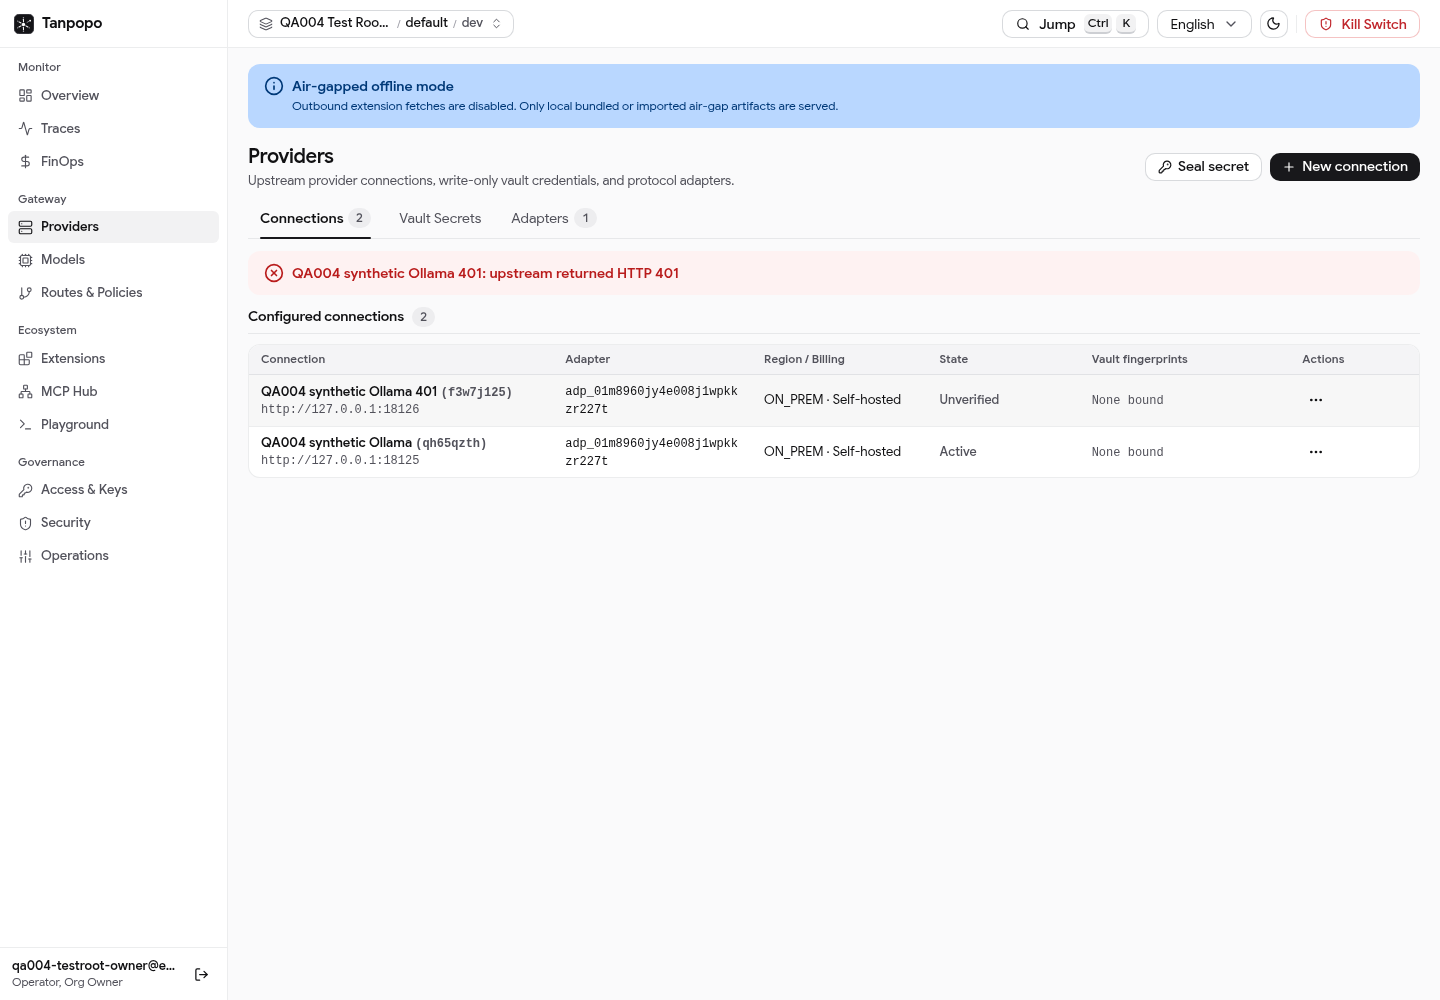 Tanpopo
QA004 Test Roo... / default / dev
Jump Ctrl K
English
Kill Switch
Monitor
Overview
Traces
FinOps
Gateway
Providers
Models
Routes & Policies
Ecosystem
Extensions
MCP Hub
Playground
Governance
Access & Keys
Security
Operations
qa004-testroot-owner@e...
Operator, Org Owner
Air-gapped offline mode
Outbound extension fetches are disabled. Only local bundled or imported air-gap artifacts are served.
Providers
Upstream provider connections, write-only vault credentials, and protocol adapters.
Seal secret
New connection
Connections 2
Vault Secrets
Adapters 1
QA004 synthetic Ollama 401: upstream returned HTTP 401
Configured connections 2
Connection Adapter Region / Billing State Vault fingerprints Actions
QA004 synthetic Ollama 401 (f3w7j125)
http://127.0.0.1:18126
adp_01m8960jy4e008j1wpkk
zr227t
ON_PREM · Self-hosted
Unverified
None bound
QA004 synthetic Ollama (qh65qzth)
http://127.0.0.1:18125
adp_01m8960jy4e008j1wpkk
zr227t
ON_PREM · Self-hosted
Active
None bound